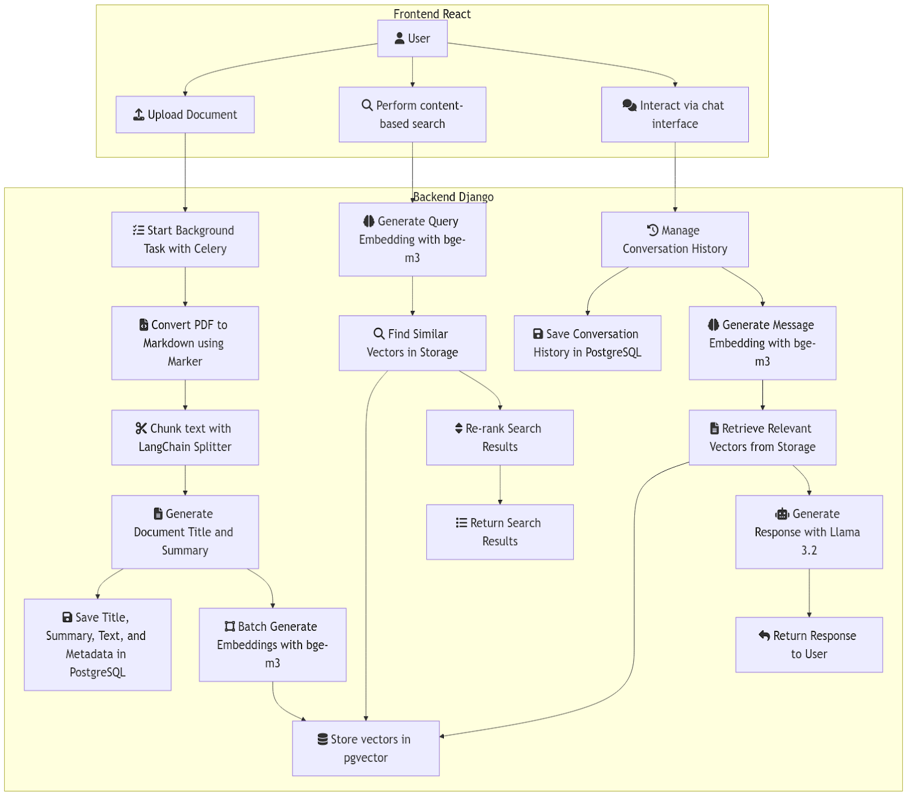 Frontend React
User
Upload Document
Perform content-
based search
Interact via chat
interface
Backend Django
Start Background
Task with Celery
Generate Query
Embedding with bge-
m3
Manage
Conversation History
Convert PDF to
Markdown using
Marker
Find Similar
Vectors in Storage
Save Conversation
History in PostgreSQL
Generate Message
Embedding with bge-
m3
Chunk text with
LangChain Splitter
Re-rank Search
Results
Retrieve Relevant
Vectors from Storage
Generate
Document Title and
Summary
Return Search
Results
Generate
Response with Llama
3.2
Save Title,
Summary, Text, and
Metadata in
PostgreSQL
Batch Generate
Embeddings with bge-
m3
Return Response
to User
Store vectors in
pgvector